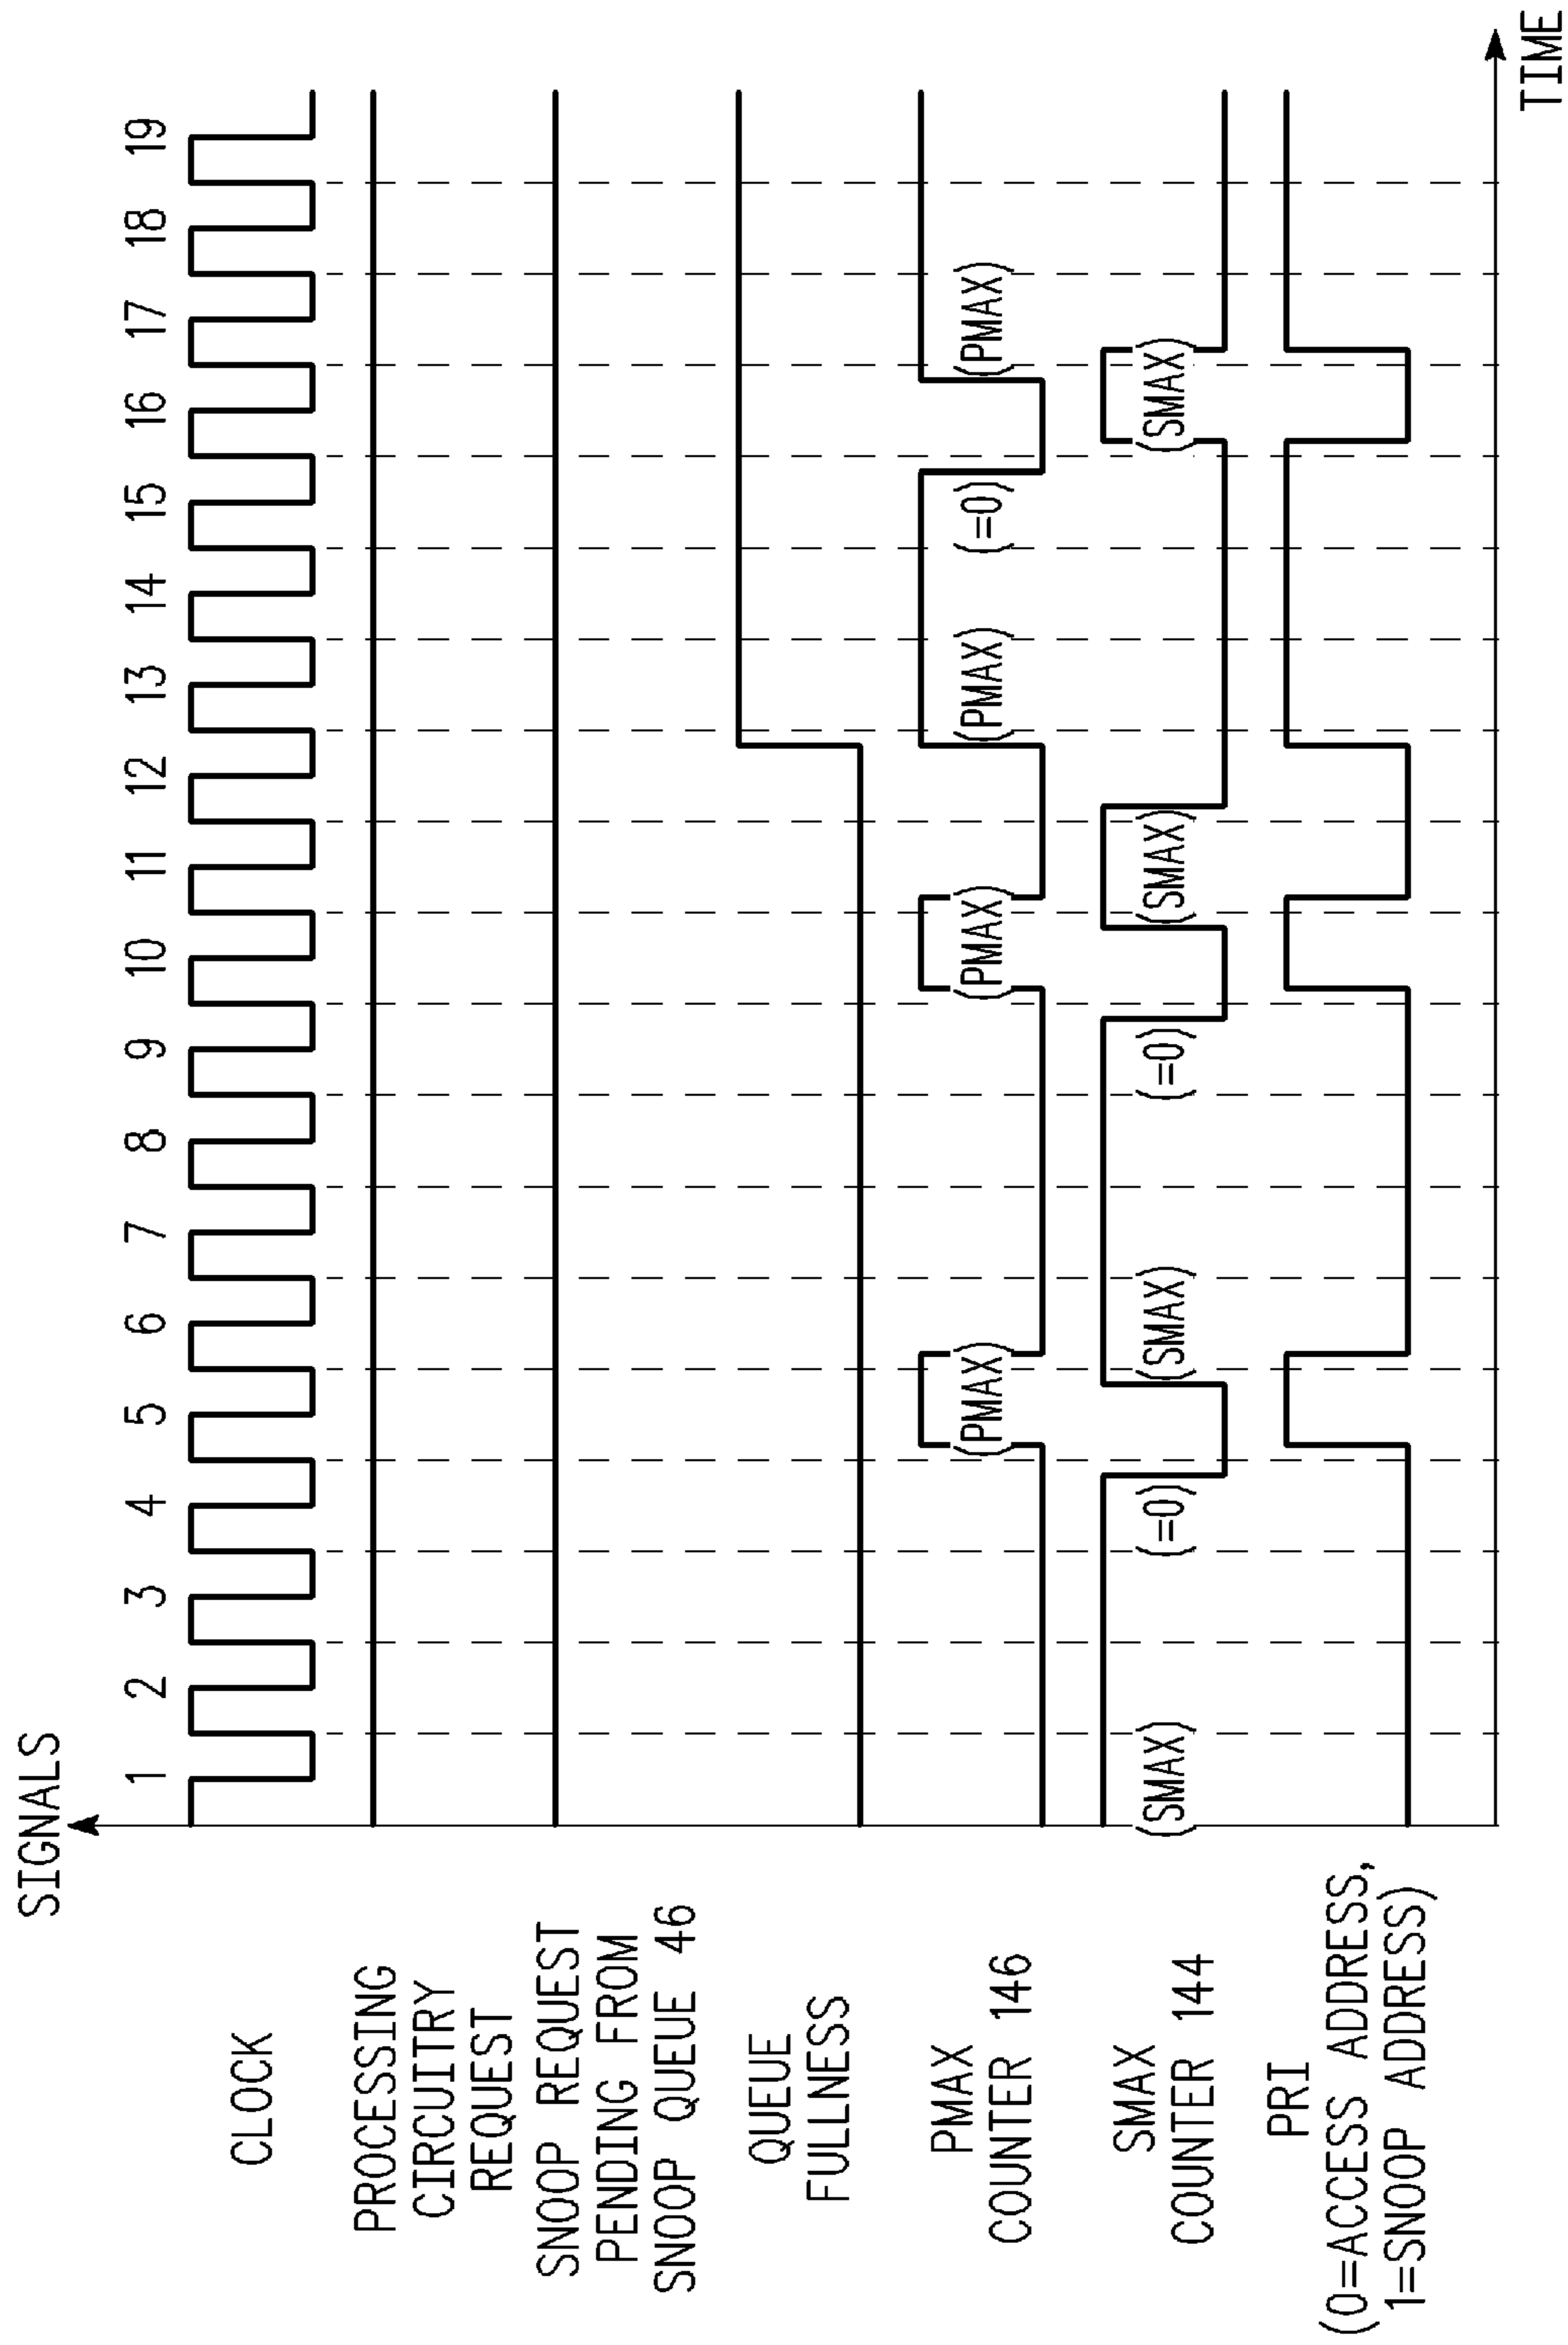 SIGNALS
1 2 3 4 5 6 7 8 9 10 11 12 13 14 15 16 17 18 19
CLOCK
PROCESSING
CIRCUITRY
REQUEST
SNOOP REQUEST
PENDING FROM
SNOOP QUEUE 46
QUEUE
FULLNESS
PMAX
COUNTER 146
(PMAX) (PMAX) (PMAX) (=0) (PMAX)
SMAX
COUNTER 144
(SMAX) (=0) (SMAX) (=0) (SMAX) (SMAX)
PRI
(0=ACCESS ADDRESS,
1=SNOOP ADDRESS)
TIME